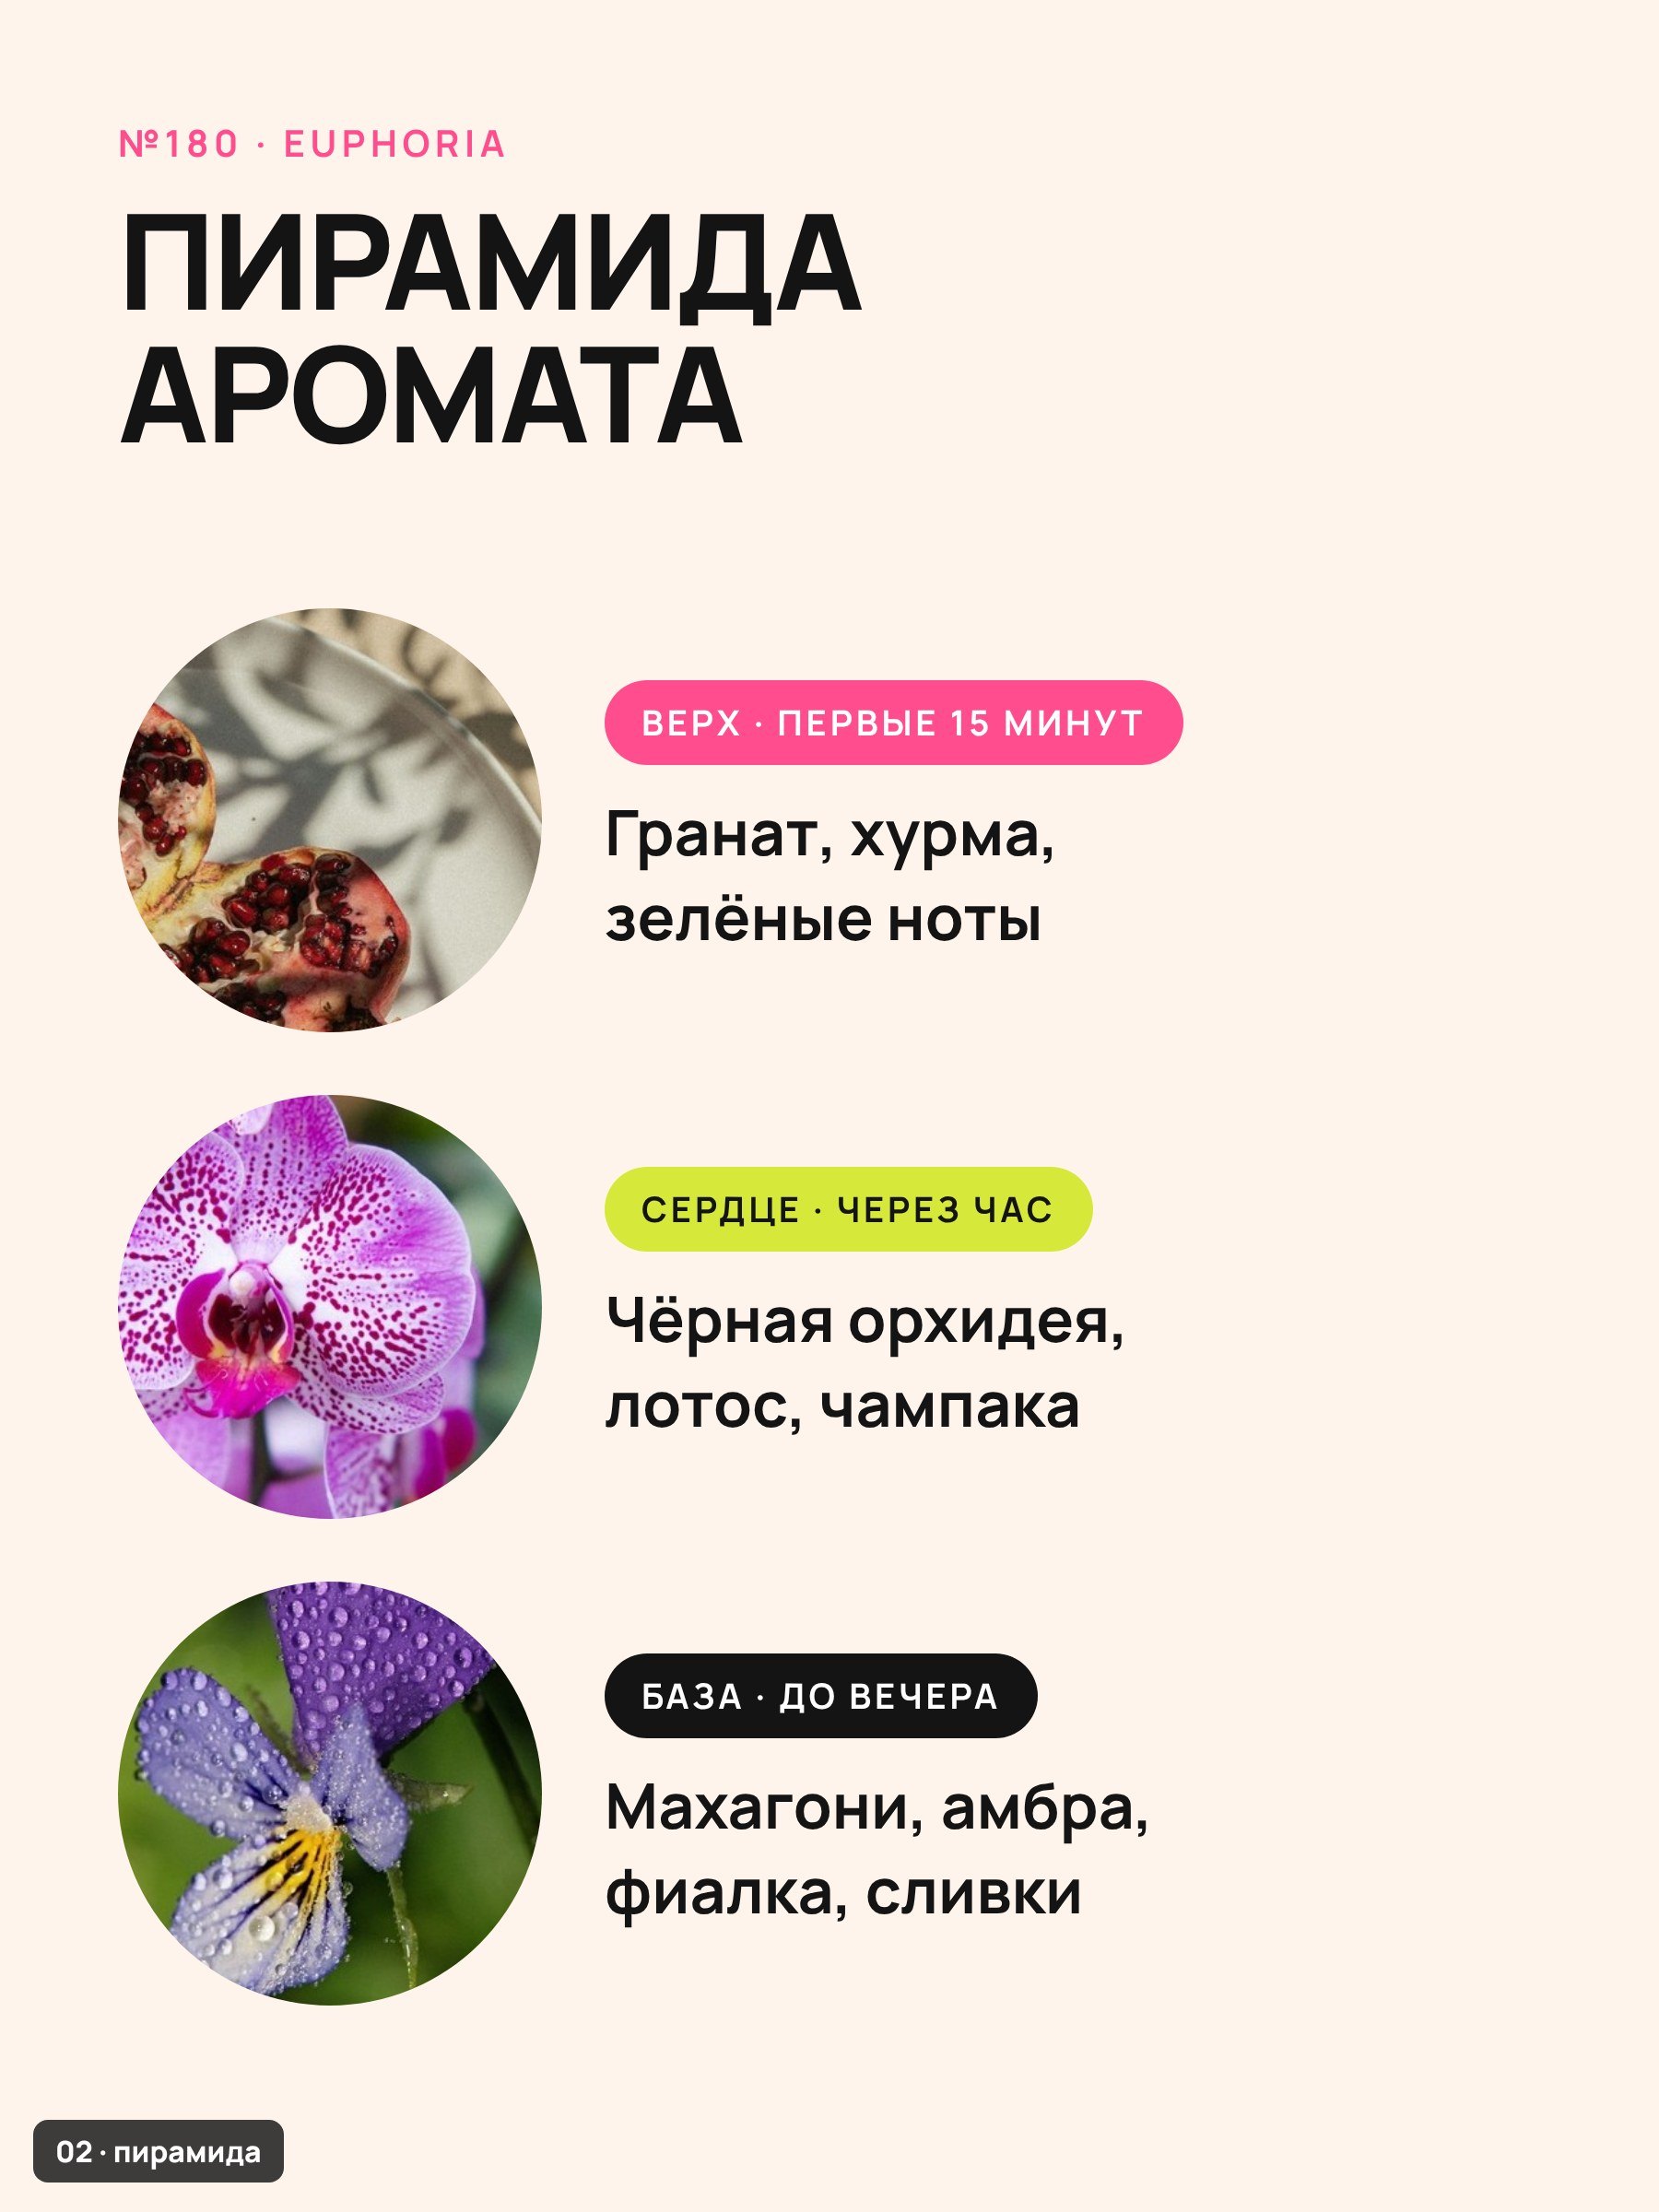 №180 · EUPHORIA
ПИРАМИДА
АРОМАТА
ВЕРХ · ПЕРВЫЕ 15 МИНУТ
Гранат, хурма,
зелёные ноты
СЕРДЦЕ · ЧЕРЕЗ ЧАС
Чёрная орхидея,
лотос, чампака
БАЗА · ДО ВЕЧЕРА
Махагони, амбра,
фиалка, сливки
02 · пирамида